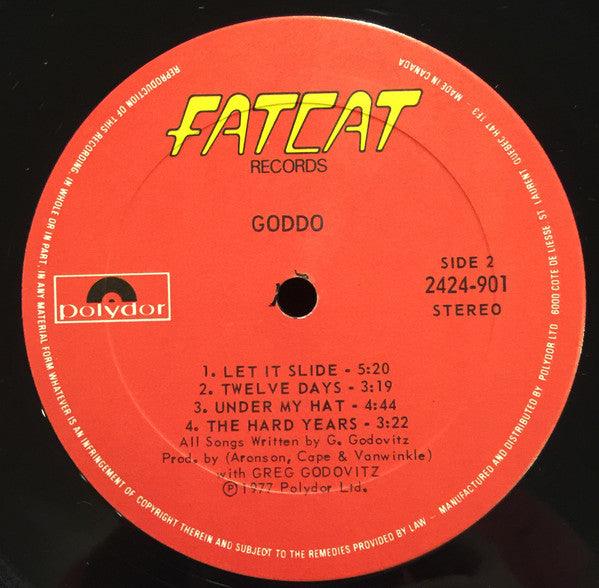 FATCAT
RECORDS
GODDO
polydor
SIDE 2
2424-901
STEREO
1. LET IT SLIDE - 5:20
2. TWELVE DAYS - 3:19
3. UNDER MY HAT - 4:44
4. THE HARD YEARS - 3:22
All Songs Written by G. Godovitz
Prod. by (Aronson, Cape & Vanwinkle)
with GREG GODOVITZ
Ⓟ 1977 Polydor Ltd.
REPRODUCTION OF THIS RECORDING, IN WHOLE OR IN PART, IN ANY MATERIAL FORM WHATEVER IS AN INFRINGEMENT OF COPYRIGHT THEREIN AND SUBJECT TO THE REMEDIES PROVIDED BY LAW — MANUFACTURED AND DISTRIBUTED BY POLYDOR LTD 6000 COTE DE LIESSE ST LAURENT QUEBEC H4T 1E3 MADE IN CANADA